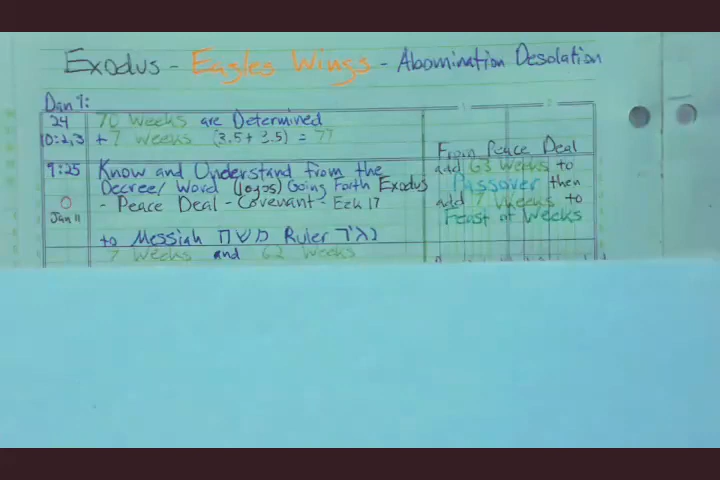 Exodus - Eagles Wings - Abomination Desolation
Dan 9:
1 2
24 70 Weeks are Determined
10:2,3 + 7 Weeks (3.5 + 3.5) = 77
9:25 Know and Understand from the
Decree/ Word (logos) Going Forth Exodus
0 - Peace Deal - Covenant - Ezk 17
Jan 11
to Messiah משח Ruler נגיד
7 Weeks and 62 Weeks
From Peace Deal
add 63 Weeks to
Passover then
add 7 Weeks to
Feast of Weeks